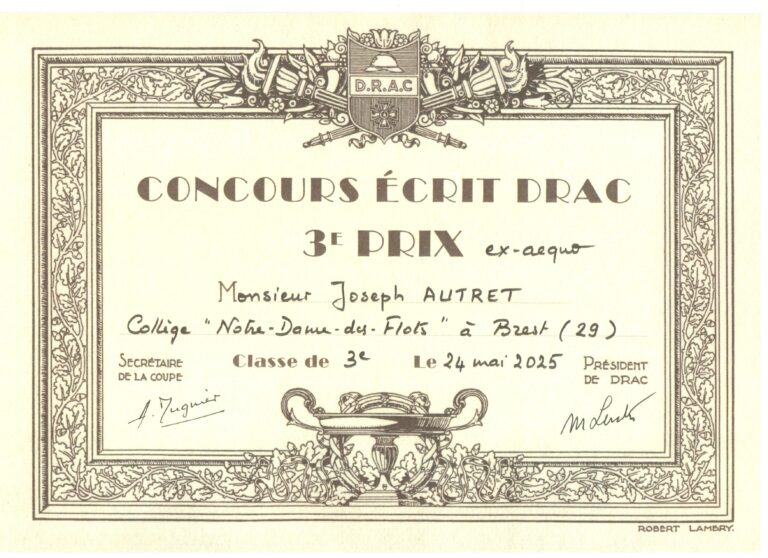 D.R.A.C
CONCOURS ÉCRIT DRAC
3E PRIX ex-aequo
Monsieur Joseph AUTRET
Collège "Notre-Dame-des-Flots" à Brest (29)
SECRÉTAIRE DE LA COUPE
Classe de 3e Le 24 mai 2025
PRÉSIDENT DE DRAC
ROBERT LAMBRY.